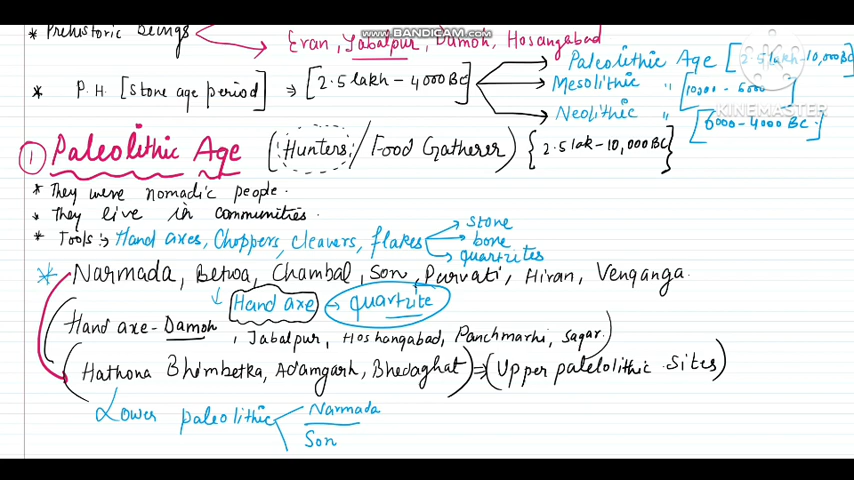 www.BANDICAM.com
* Prehistoric Beings
Eran, Jabalpur, Damoh, Hosangabad
* P.H. [Stone age period] ⇒ [2.5 lakh - 4000 BC]
Paleolithic Age [2.5 lakh - 10,000 BC]
Mesolithic " [10000 - 6000]
Neolithic " [6000 - 4000 BC.]
KINEMASTER
① Paleolithic Age (Hunters / Food Gatherer) {2.5 lak - 10,000 BC}
* They were nomadic people.
* They live in communities.
* Tools :- Hand axes, Choppers, cleavers, flakes
stone
bone
quartzites
* Narmada, Betwa, Chambal, Son, Parvati, Hiran, Venganga.
↓ Hand axe → quartzite
Hand axe - Damoh, Jabalpur, Hoshangabad, Panchmarhi, sagar.
(Hathona Bhimbetka, Adamgarh, Bhedaghat) ⇒ (Upper palelolithic sites)
Lower paleolithic
Narmada
Son